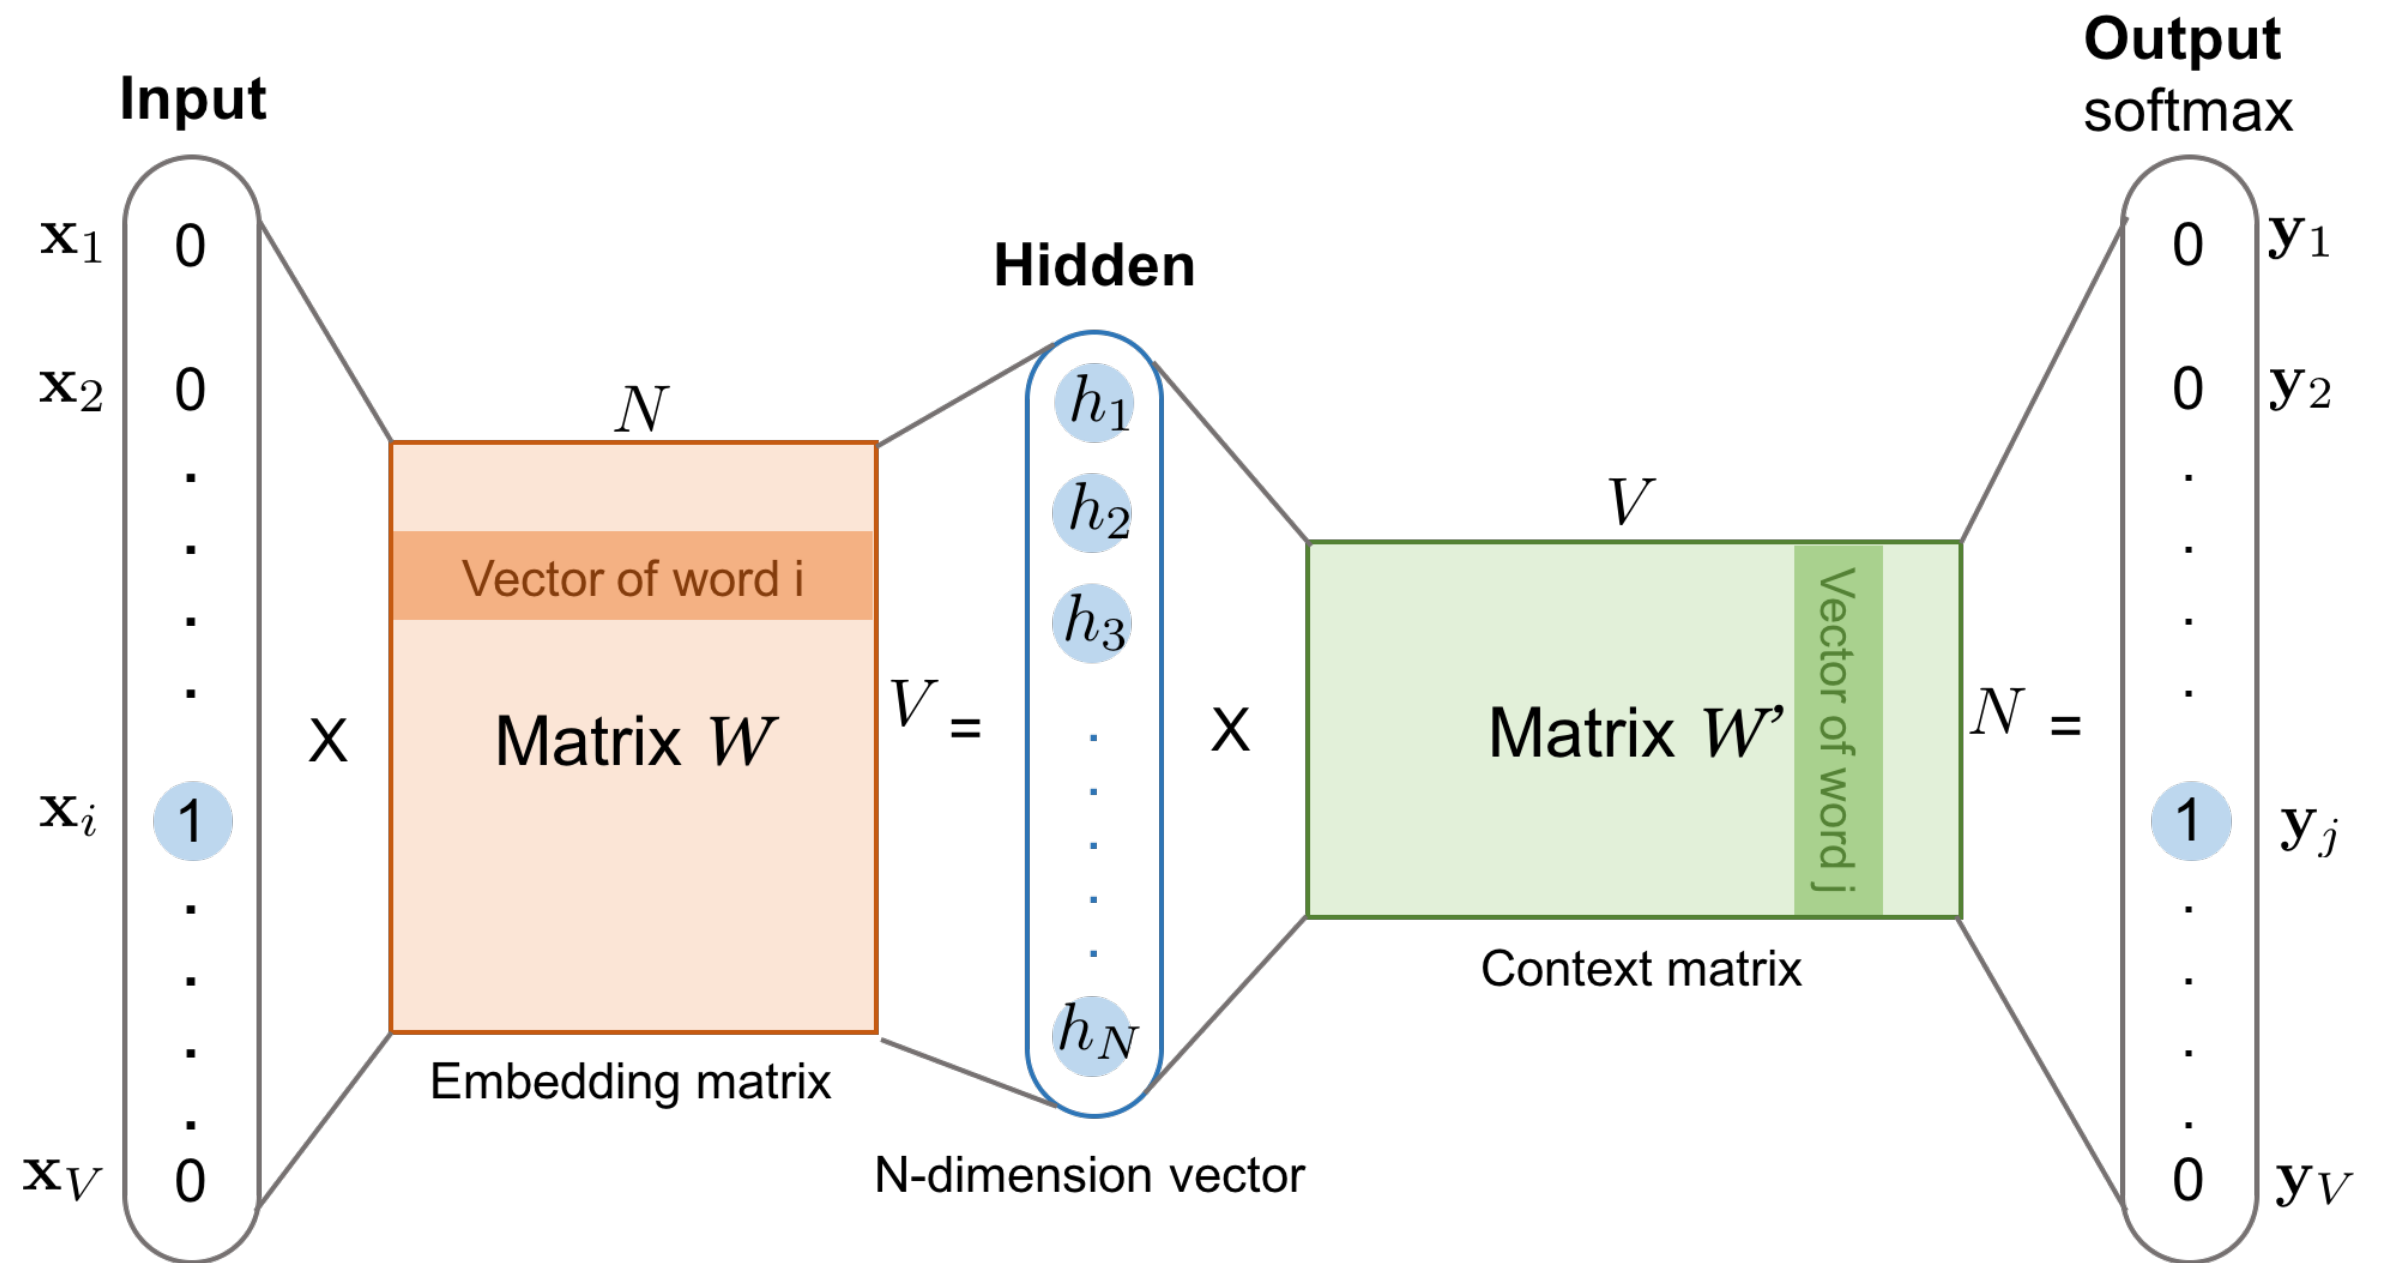 Input
x1 0
x2 0
.
.
.
.
xi 1
.
.
.
.
xV 0
X
N
Vector of word i
Matrix W
V =
Embedding matrix
Hidden
h1
h2
h3
.
.
.
.
.
hN
N-dimension vector
X
V
Matrix W’
Vector of word j
N =
Context matrix
Output
softmax
0 y1
0 y2
.
.
.
.
1 yj
.
.
.
.
0 yV